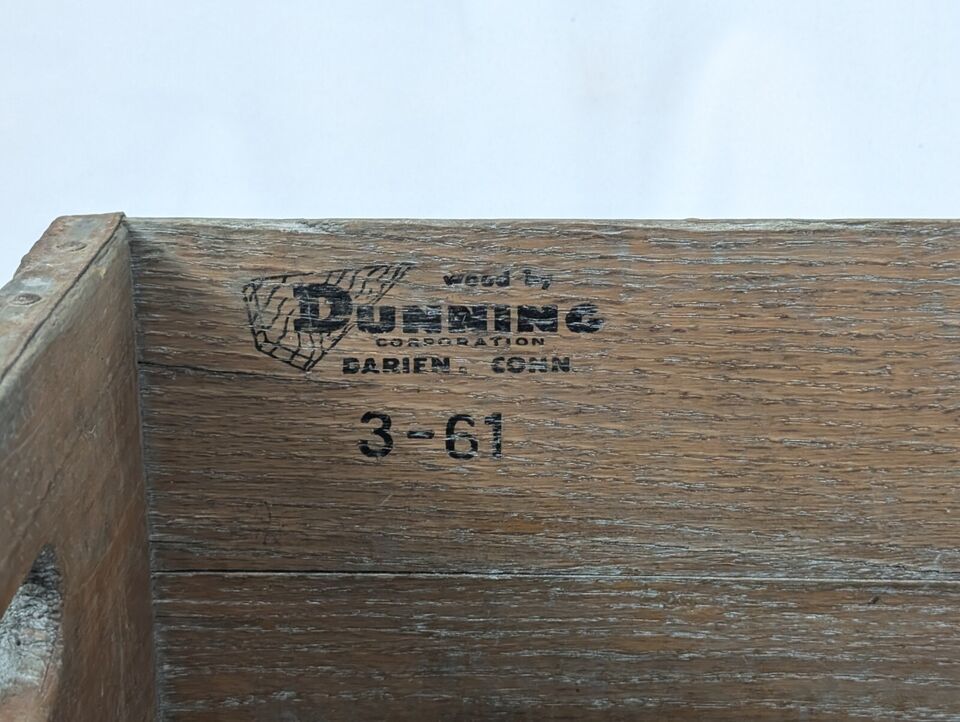 wood by
DUNNING
CORPORATION
DARIEN, CONN.
3-61